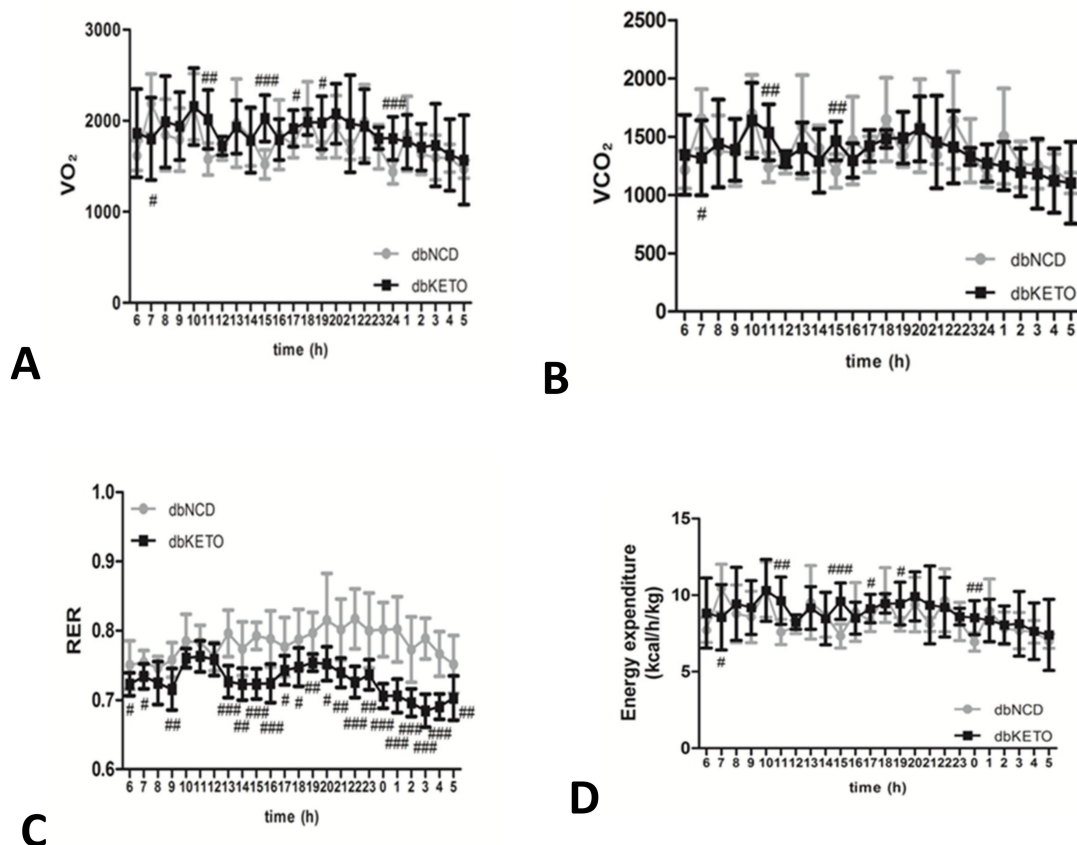 3000
2000
1000
0
VO₂
##
###
#
#
###
#
dbNCD
dbKETO
6 7 8 9 10 11 12 13 14 15 16 17 18 19 20 21 22 23 24 1 2 3 4 5
time (h)
A
2500
2000
1500
1000
500
0
VCO₂
##
##
#
dbNCD
dbKETO
6 7 8 9 10 11 12 13 14 15 16 17 18 19 20 21 22 23 24 1 2 3 4 5
time (h)
B
1.0
0.9
0.8
0.7
0.6
RER
dbNCD
dbKETO
# # ## ### ## ### ### # # ## # ## ### ## ### ### ### ### ### ##
6 7 8 9 10 11 12 13 14 15 16 17 18 19 20 21 22 23 0 1 2 3 4 5
time (h)
C
15
10
5
0
Energy expenditure
(kcal/h/kg)
##
###
#
#
##
#
dbNCD
dbKETO
6 7 8 9 10 11 12 13 14 15 16 17 18 19 20 21 22 23 0 1 2 3 4 5
time (h)
D